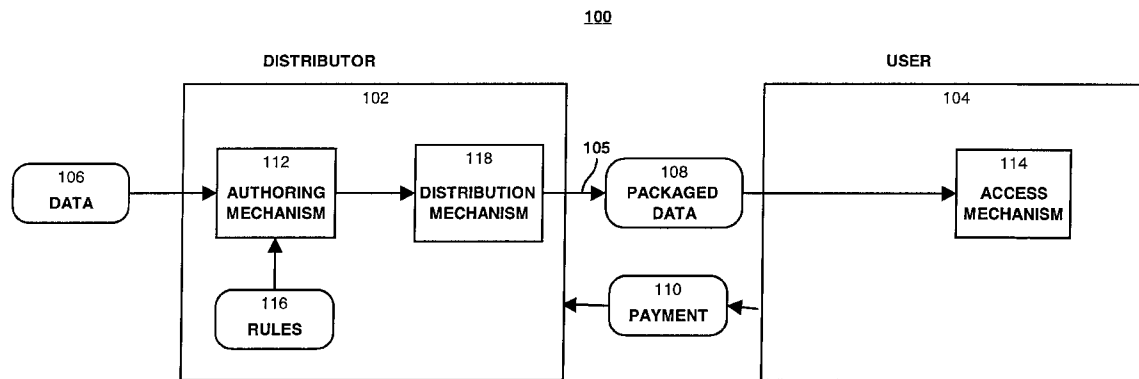 100
DISTRIBUTOR
USER
102
104
106
DATA
112
AUTHORING
MECHANISM
118
DISTRIBUTION
MECHANISM
105
108
PACKAGED
DATA
114
ACCESS
MECHANISM
116
RULES
110
PAYMENT